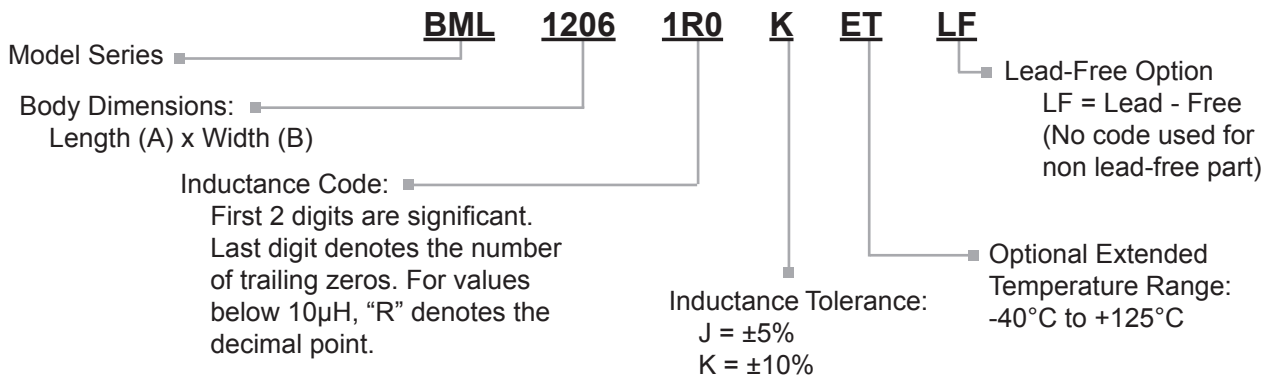 BML 1206 1R0 K ET LF
Model Series
Body Dimensions:
Length (A) x Width (B)
Inductance Code:
First 2 digits are significant.
Last digit denotes the number
of trailing zeros. For values
below 10µH, “R” denotes the
decimal point.
Inductance Tolerance:
J = ±5%
K = ±10%
Optional Extended
Temperature Range:
-40°C to +125°C
Lead-Free Option
LF = Lead - Free
(No code used for
non lead-free part)